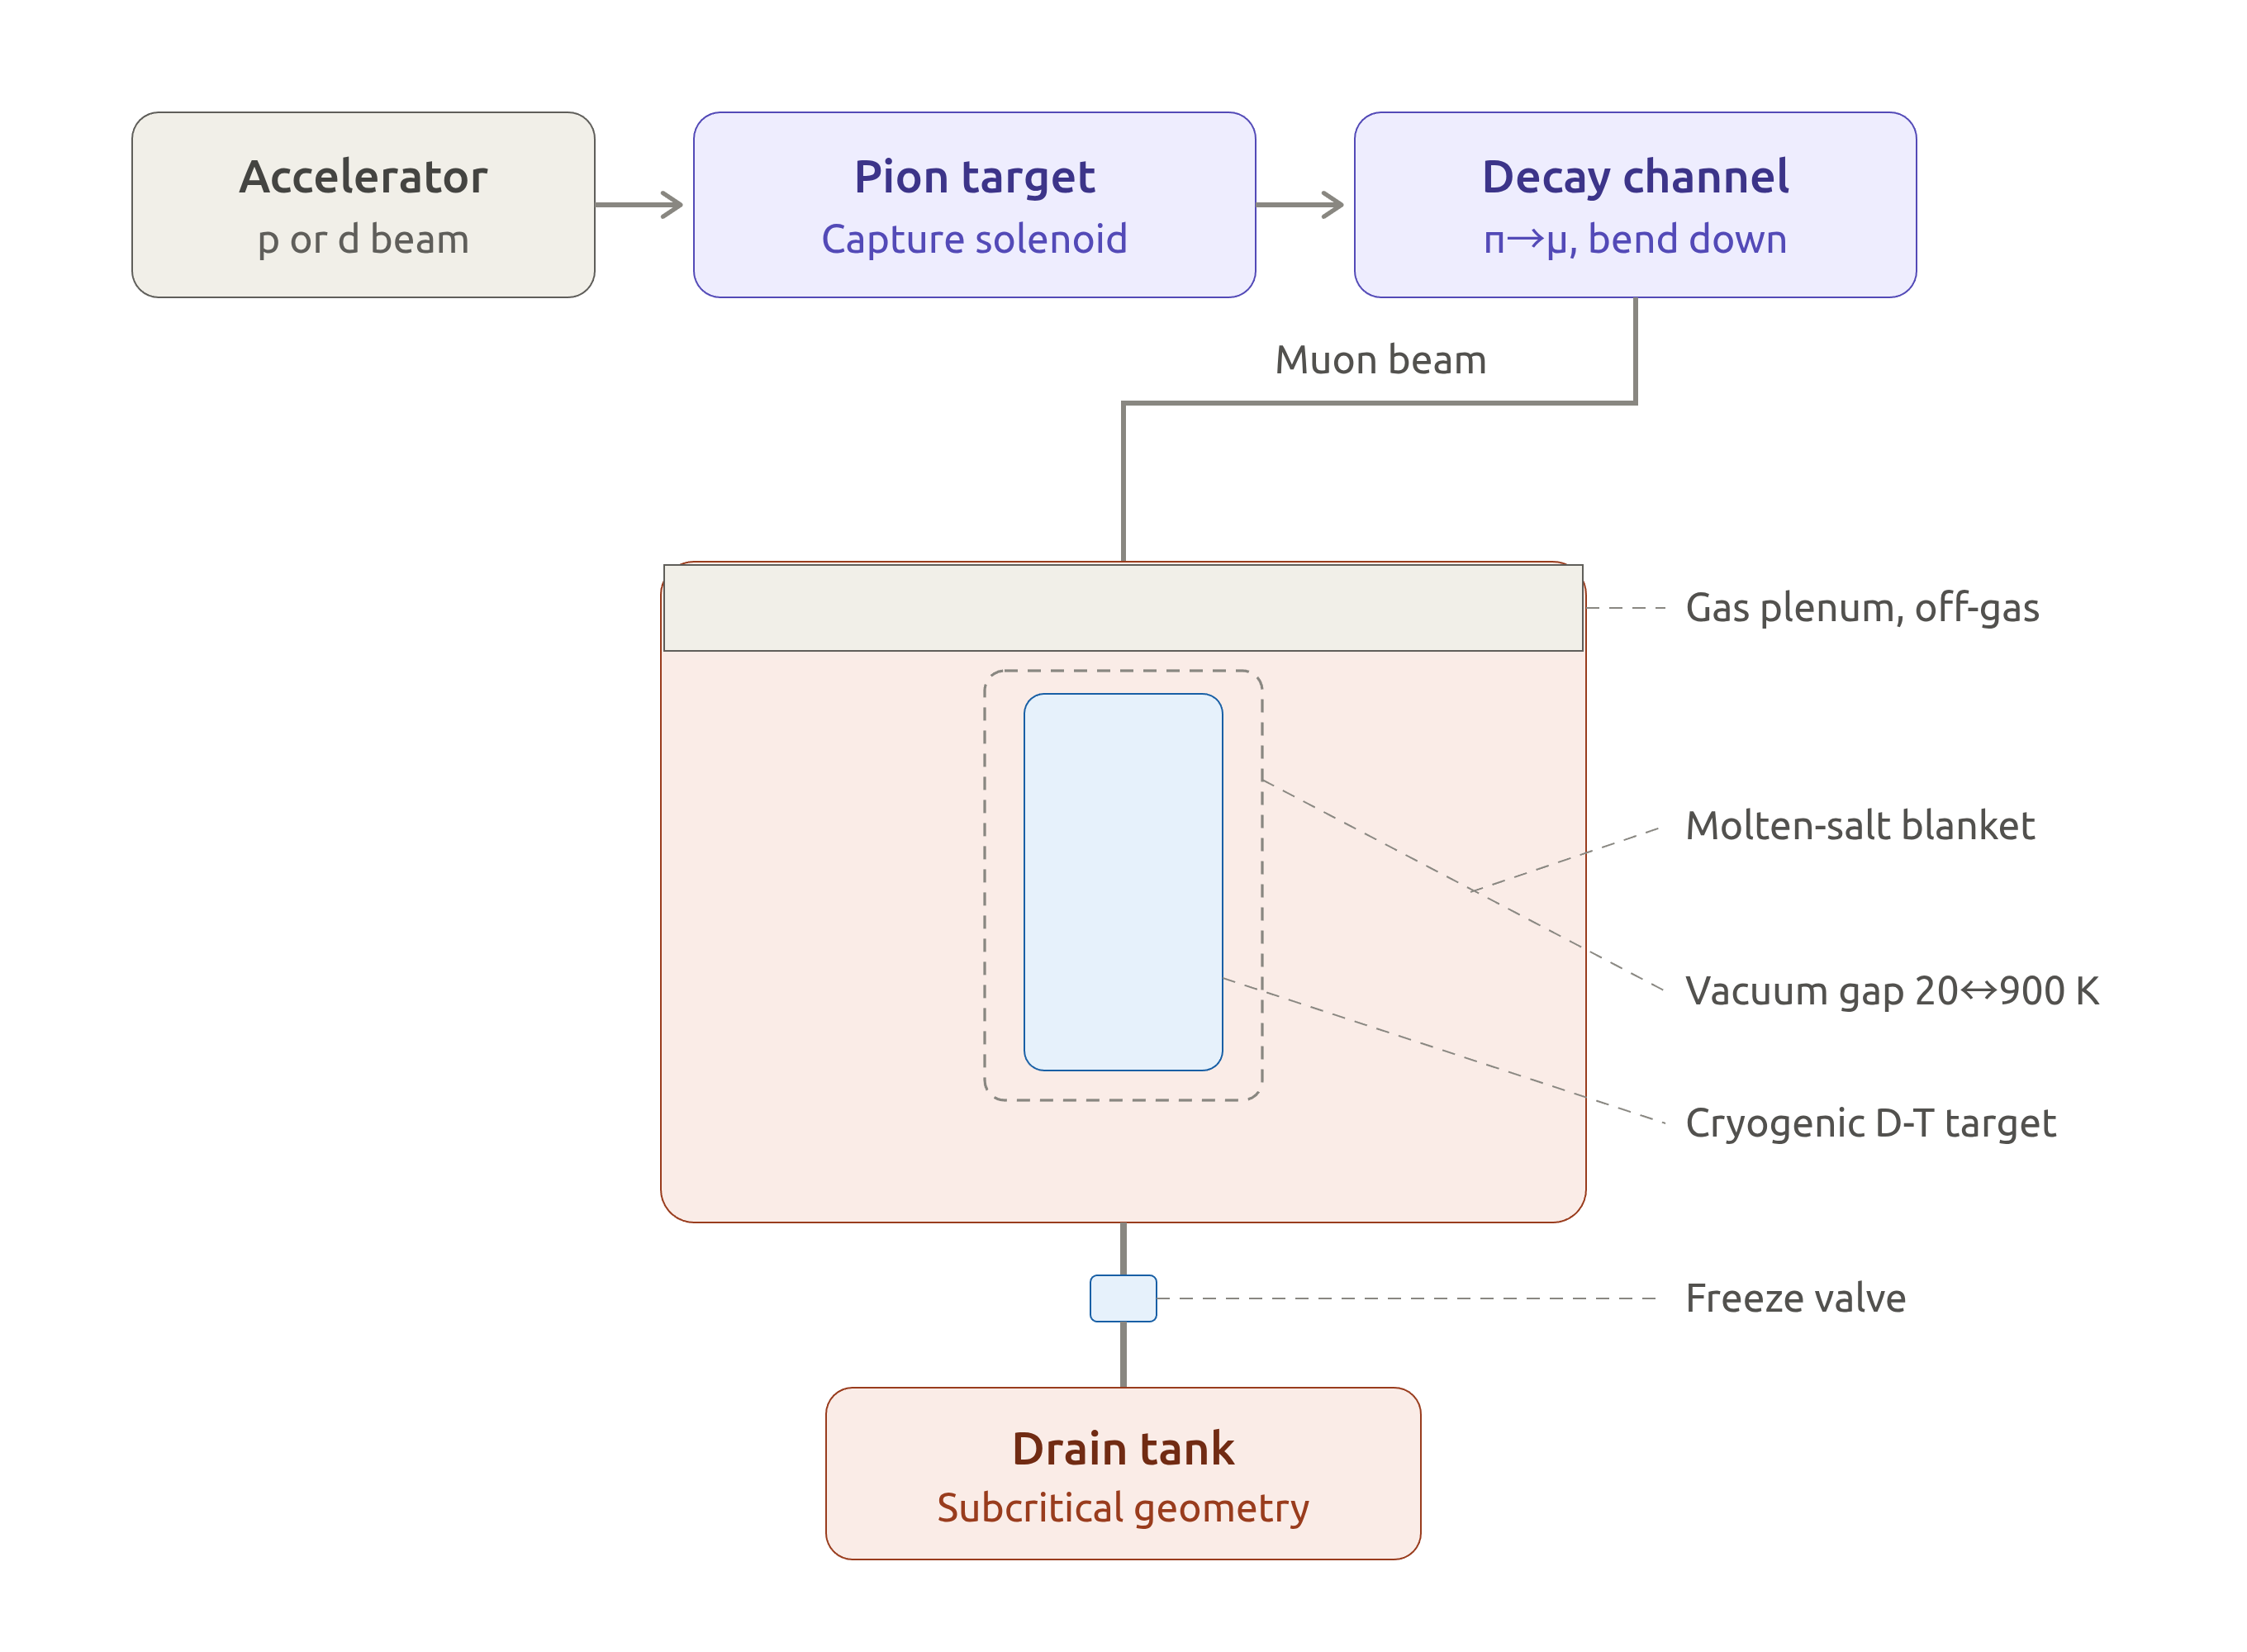 Accelerator
p or d beam
Pion target
Capture solenoid
Decay channel
π→μ, bend down
Muon beam
Gas plenum, off-gas
Molten-salt blanket
Vacuum gap 20↔900 K
Cryogenic D-T target
Freeze valve
Drain tank
Subcritical geometry